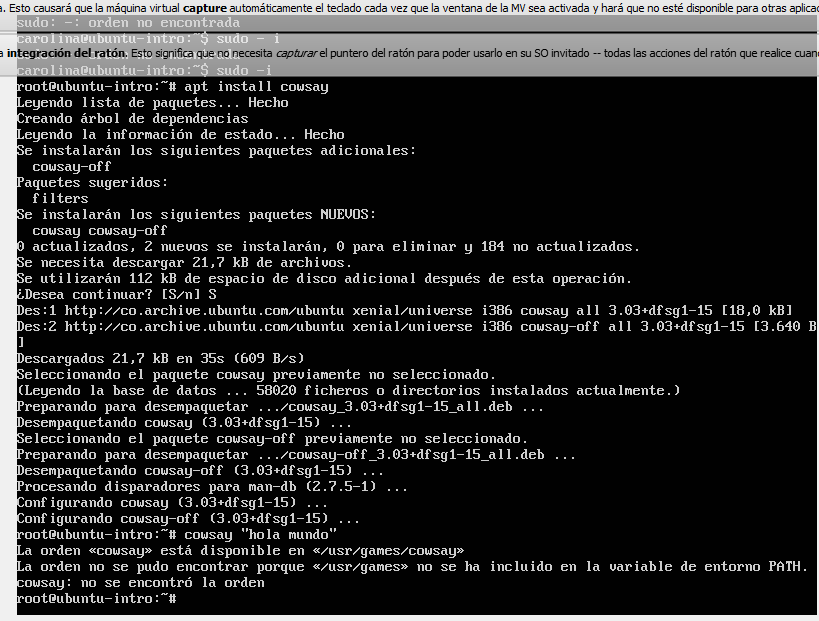 a. Esto causará que la máquina virtual capture automáticamente el teclado cada vez que la ventana de la MV sea activada y hará que no esté disponible para otras aplicac
sudo: -: orden no encontrada
carolina@ubuntu-intro:~$ sudo - i
a integración del ratón. Esto significa que no necesita capturar el puntero del ratón para poder usarlo en su SO invitado -- todas las acciones del ratón que realice cuan
carolina@ubuntu-intro:~$ sudo -i
root@ubuntu-intro:~# apt install cowsay
Leyendo lista de paquetes... Hecho
Creando árbol de dependencias
Leyendo la información de estado... Hecho
Se instalarán los siguientes paquetes adicionales:
cowsay-off
Paquetes sugeridos:
filters
Se instalarán los siguientes paquetes NUEVOS:
cowsay cowsay-off
0 actualizados, 2 nuevos se instalarán, 0 para eliminar y 184 no actualizados.
Se necesita descargar 21,7 kB de archivos.
Se utilizarán 112 kB de espacio de disco adicional después de esta operación.
¿Desea continuar? [S/n] S
Des:1 http://co.archive.ubuntu.com/ubuntu xenial/universe i386 cowsay all 3.03+dfsg1-15 [18,0 kB]
Des:2 http://co.archive.ubuntu.com/ubuntu xenial/universe i386 cowsay-off all 3.03+dfsg1-15 [3.640 B
]
Descargados 21,7 kB en 35s (609 B/s)
Seleccionando el paquete cowsay previamente no seleccionado.
(Leyendo la base de datos ... 58020 ficheros o directorios instalados actualmente.)
Preparando para desempaquetar .../cowsay_3.03+dfsg1-15_all.deb ...
Desempaquetando cowsay (3.03+dfsg1-15) ...
Seleccionando el paquete cowsay-off previamente no seleccionado.
Preparando para desempaquetar .../cowsay-off_3.03+dfsg1-15_all.deb ...
Desempaquetando cowsay-off (3.03+dfsg1-15) ...
Procesando disparadores para man-db (2.7.5-1) ...
Configurando cowsay (3.03+dfsg1-15) ...
Configurando cowsay-off (3.03+dfsg1-15) ...
root@ubuntu-intro:~# cowsay "hola mundo"
La orden «cowsay» está disponible en «/usr/games/cowsay»
La orden no se pudo encontrar porque «/usr/games» no se ha incluido en la variable de entorno PATH.
cowsay: no se encontró la orden
root@ubuntu-intro:~#